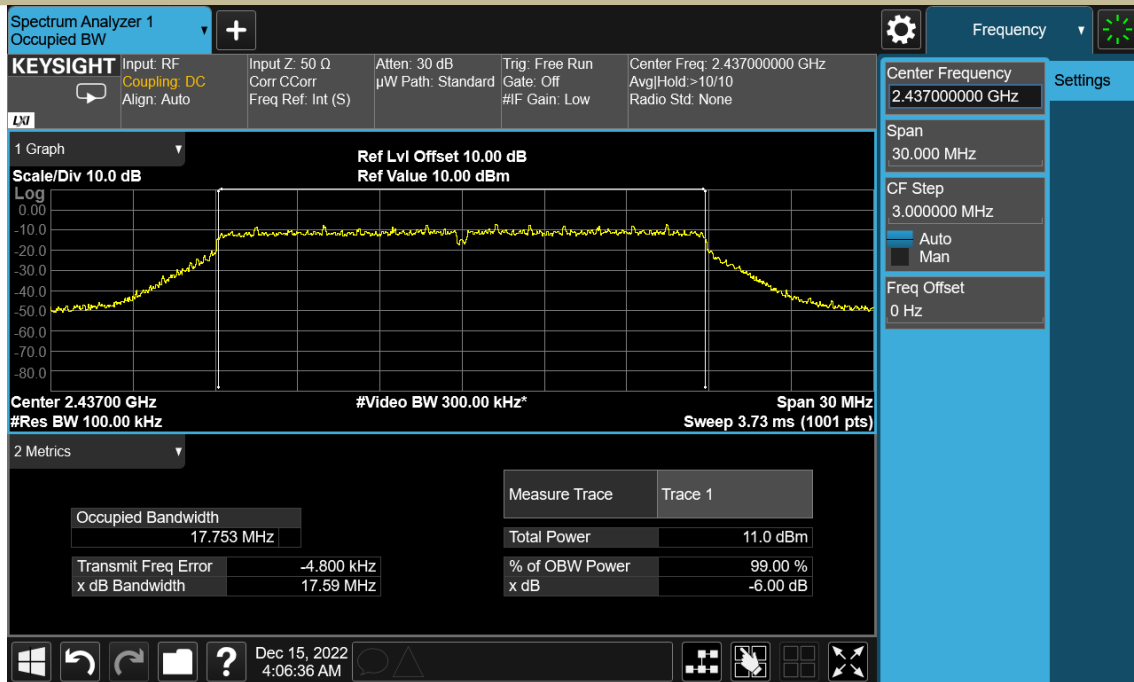 Spectrum Analyzer 1
Occupied BW
Frequency
KEYSIGHT
LXI
Input: RF
Coupling: DC
Align: Auto
Input Z: 50 Ω
Corr CCorr
Freq Ref: Int (S)
Atten: 30 dB
µW Path: Standard
Trig: Free Run
Gate: Off
#IF Gain: Low
Center Freq: 2.437000000 GHz
Avg|Hold:>10/10
Radio Std: None
Center Frequency
2.437000000 GHz
Settings
Span
30.000 MHz
CF Step
3.000000 MHz
Auto
Man
Freq Offset
0 Hz
1 Graph
Ref Lvl Offset 10.00 dB
Scale/Div 10.0 dB
Ref Value 10.00 dBm
Log
0.00
-10.0
-20.0
-30.0
-40.0
-50.0
-60.0
-70.0
-80.0
Center 2.43700 GHz
#Video BW 300.00 kHz*
Span 30 MHz
#Res BW 100.00 kHz
Sweep 3.73 ms (1001 pts)
2 Metrics
Measure Trace
Trace 1
Occupied Bandwidth
17.753 MHz
Total Power
11.0 dBm
Transmit Freq Error
-4.800 kHz
% of OBW Power
99.00 %
x dB Bandwidth
17.59 MHz
x dB
-6.00 dB
?
Dec 15, 2022
4:06:36 AM